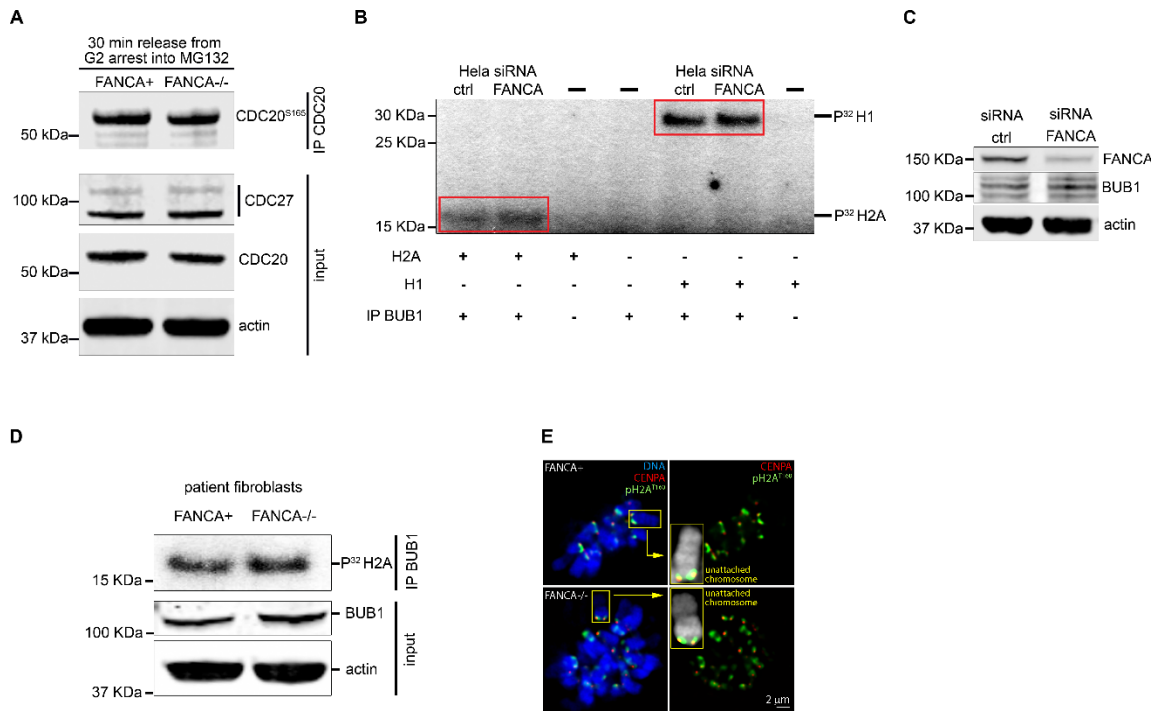 A
30 min release from
G2 arrest into MG132
FANCA+ FANCA-/-
CDC20S165
50 kDa
IP CDC20
100 kDa
CDC27
CDC20
50 kDa
input
actin
37 kDa
B
Hela siRNA
ctrl FANCA – –
Hela siRNA
ctrl FANCA –
30 KDa
P32 H1
25 KDa
15 KDa
P32 H2A
H2A + + + - - - -
H1 - - - - + + +
IP BUB1 + + - + + + -
C
siRNA ctrl
siRNA FANCA
150 KDa
FANCA
BUB1
100 KDa
37 KDa
actin
D
patient fibroblasts
FANCA+ FANCA-/-
P32 H2A
15 KDa
IP BUB1
BUB1
100 KDa
input
actin
37 KDa
E
FANCA+
DNA
CENPA
pH2AT160
CENPA
pH2AT160
unattached
chromosome
FANCA-/-
unattached
chromosome
2 µm